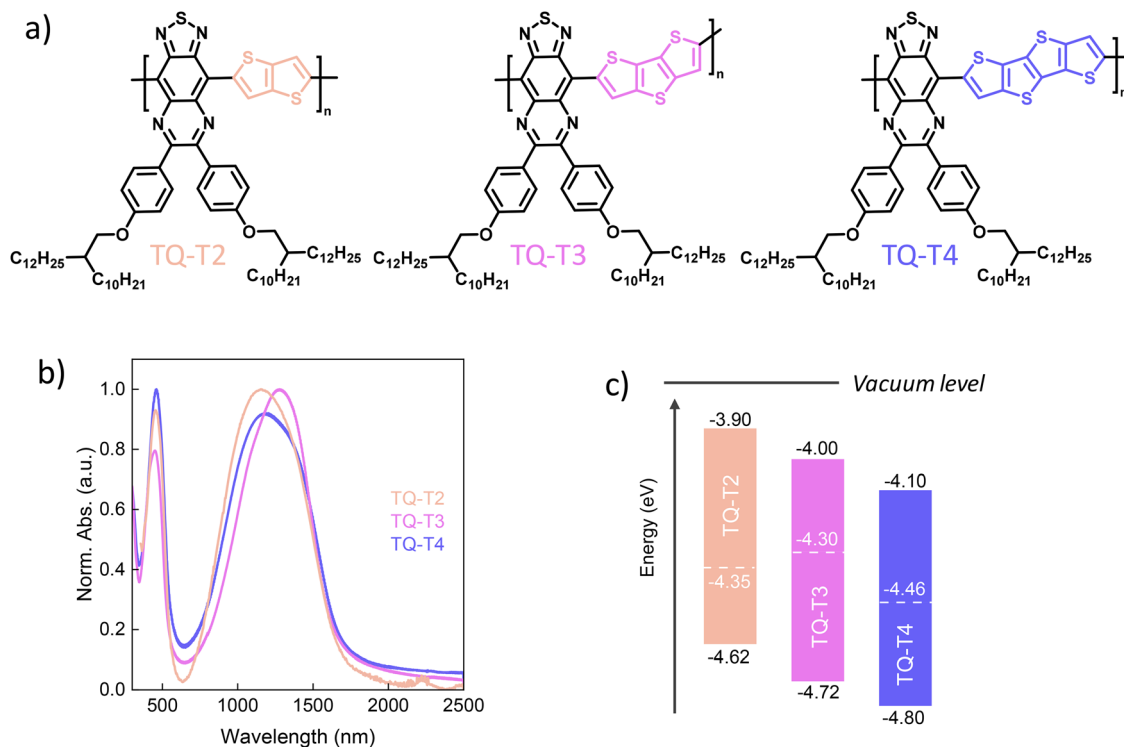 a)
S
N N
S
S
n
N N
O O
C12H25
C10H21
TQ-T2
C12H25
C10H21
S
N N
S
S
S
n
N N
O O
C12H25
C10H21
TQ-T3
C12H25
C10H21
S
N N
S
S
S
S
n
N N
O O
C12H25
C10H21
TQ-T4
C12H25
C10H21
b)
Norm. Abs. (a.u.)
1.0
0.8
0.6
0.4
0.2
0.0
500 1000 1500 2000 2500
Wavelength (nm)
TQ-T2
TQ-T3
TQ-T4
c)
Vacuum level
Energy (eV)
-3.90
TQ-T2
-4.35
-4.62
-4.00
-4.30
TQ-T3
-4.72
-4.10
-4.46
TQ-T4
-4.80